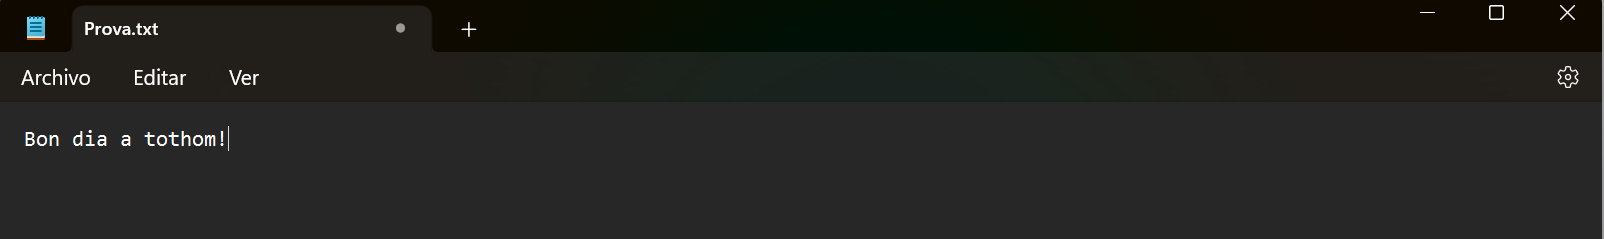 Prova.txt
Archivo Editar Ver
Bon dia a tothom!